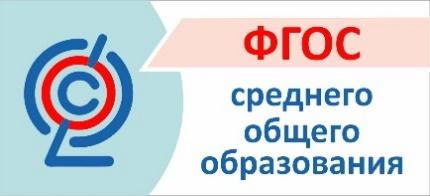 ФГОС
среднего
общего
образования